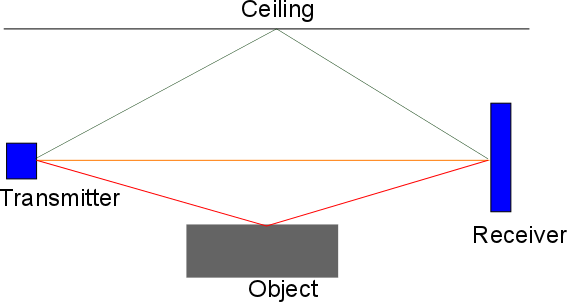 Ceiling
Transmitter
Receiver
Object